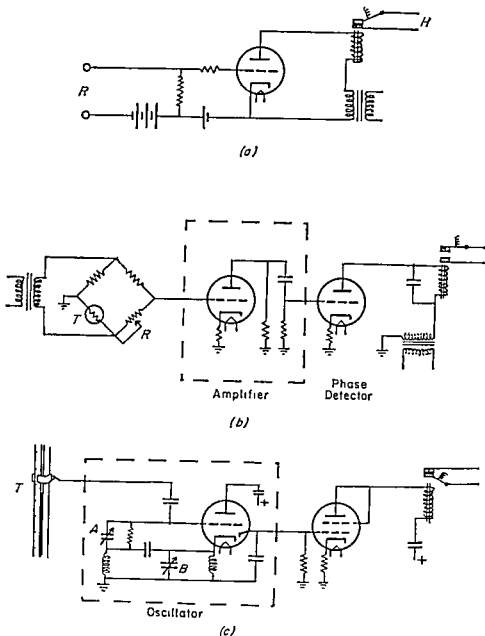 H
R
(a)
T
R
Amplifier
Phase
Detector
(b)
T
A
B
+
+
Oscillator
(c)